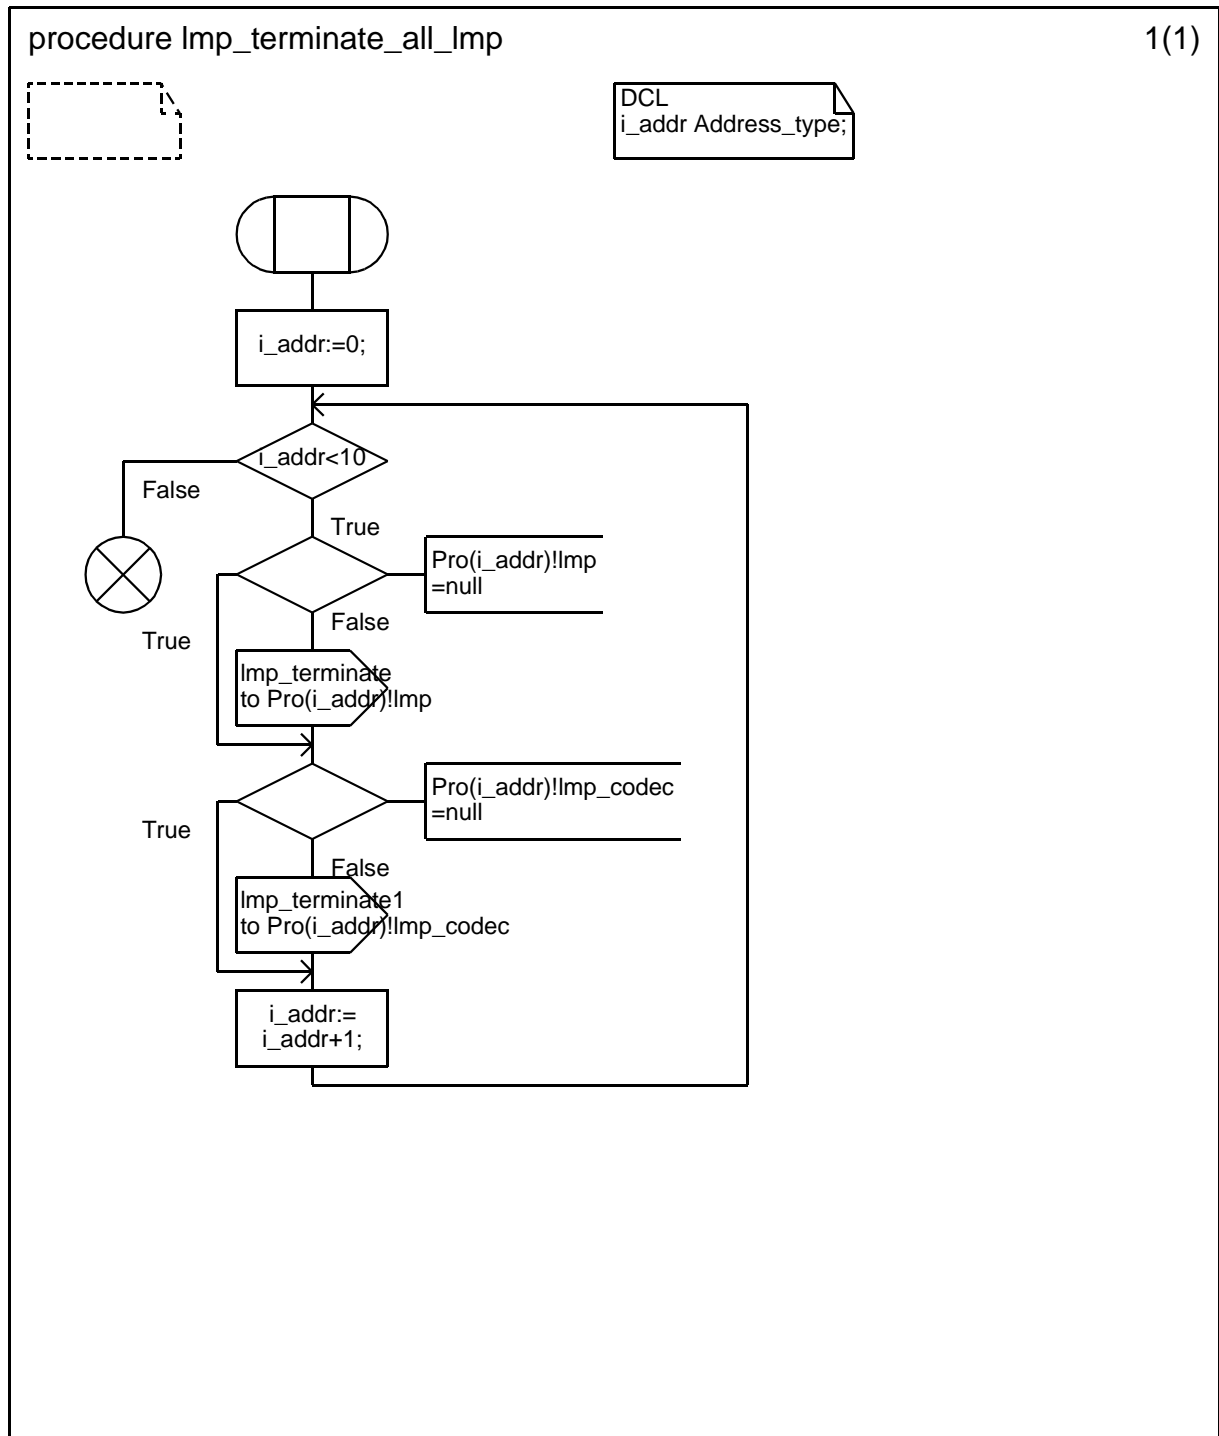 procedure lmp_terminate_all_lmp
1(1)
DCL
i_addr Address_type;
i_addr:=0;
i_addr<10
False
True
Pro(i_addr)!lmp
=null
False
True
lmp_terminate
to Pro(i_addr)!lmp
Pro(i_addr)!lmp_codec
=null
True
False
lmp_terminate1
to Pro(i_addr)!lmp_codec
i_addr:=
i_addr+1;